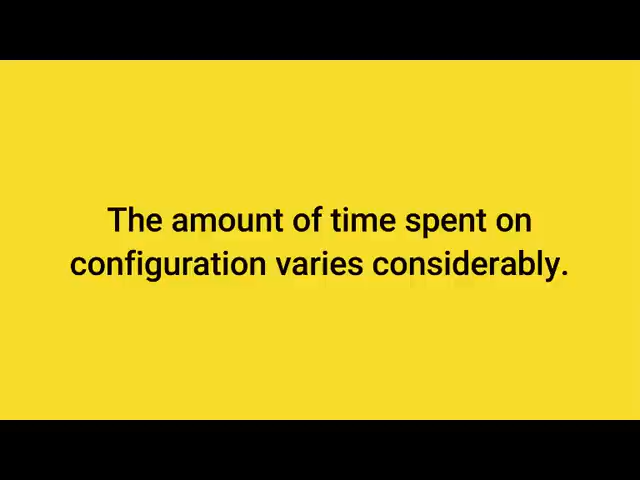 The amount of time spent on
configuration varies considerably.